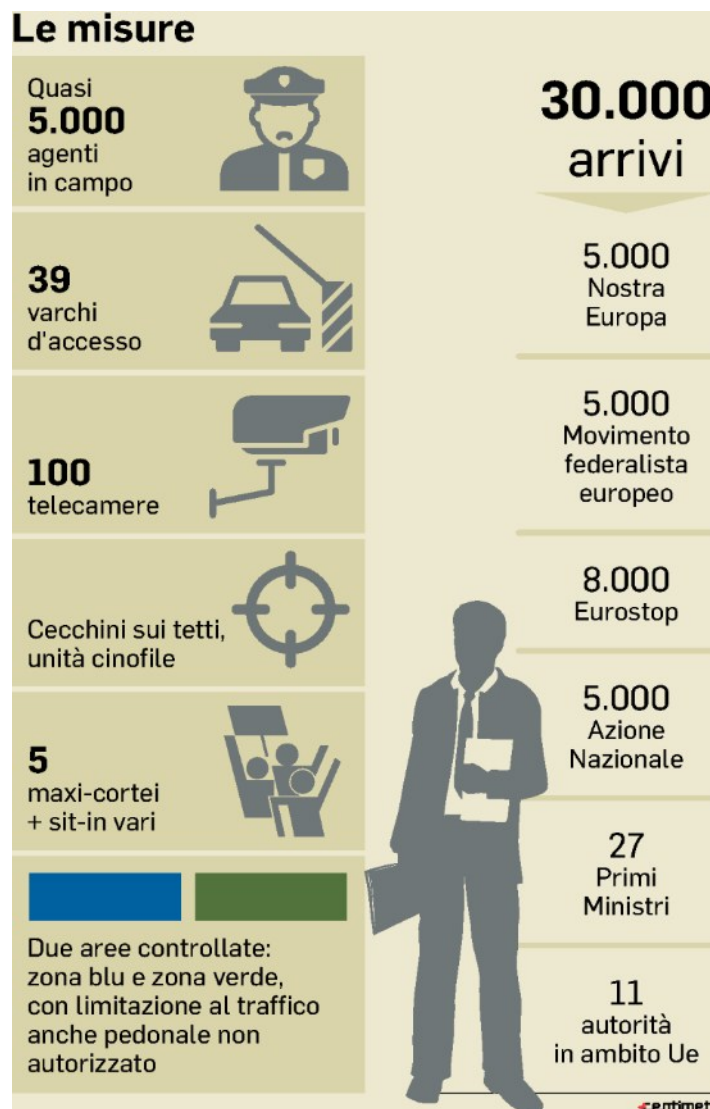 Le misure
Quasi
5.000
agenti
in campo
39
varchi
d'accesso
100
telecamere
Cecchini sui tetti,
unità cinofile
5
maxi-cortei
+ sit-in vari
Due aree controllate:
zona blu e zona verde,
con limitazione al traffico
anche pedonale non
autorizzato
30.000
arrivi
5.000
Nostra
Europa
5.000
Movimento
federalista
europeo
8.000
Eurostop
5.000
Azione
Nazionale
27
Primi
Ministri
11
autorità
in ambito Ue